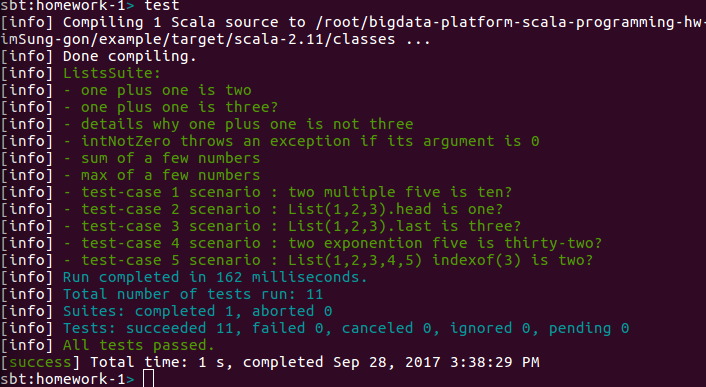 sbt:homework-1> test
[info] Compiling 1 Scala source to /root/bigdata-platform-scala-programming-hw-
imSung-gon/example/target/scala-2.11/classes ...
[info] Done compiling.
[info] ListsSuite:
[info] - one plus one is two
[info] - one plus one is three?
[info] - details why one plus one is not three
[info] - intNotZero throws an exception if its argument is 0
[info] - sum of a few numbers
[info] - max of a few numbers
[info] - test-case 1 scenario : two multiple five is ten?
[info] - test-case 2 scenario : List(1,2,3).head is one?
[info] - test-case 3 scenario : List(1,2,3).last is three?
[info] - test-case 4 scenario : two exponention five is thirty-two?
[info] - test-case 5 scenario : List(1,2,3,4,5) indexof(3) is two?
[info] Run completed in 162 milliseconds.
[info] Total number of tests run: 11
[info] Suites: completed 1, aborted 0
[info] Tests: succeeded 11, failed 0, canceled 0, ignored 0, pending 0
[info] All tests passed.
[success] Total time: 1 s, completed Sep 28, 2017 3:38:29 PM
sbt:homework-1>